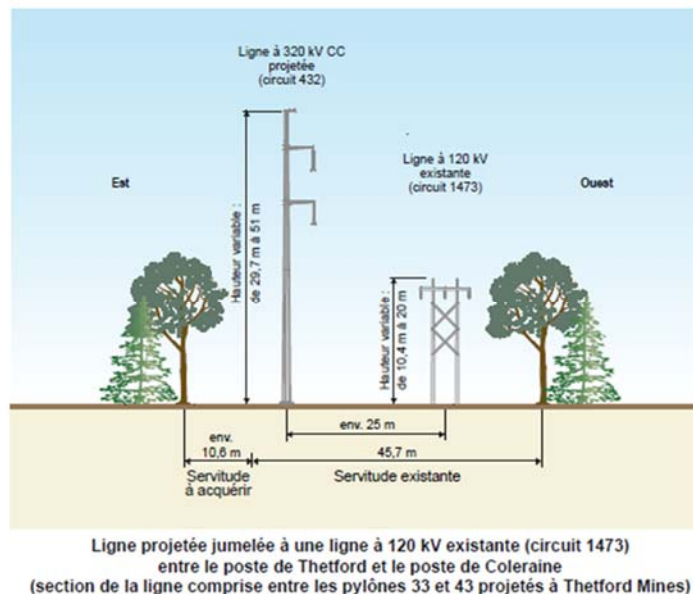 Ligne à 320 kV CC
projetée
(circuit 432)
Ligne à 120 kV
existante
(circuit 1473)
Est
Ouest
Hauteur variable :
de 29,7 m à 51 m
Hauteur variable :
de 10,4 m à 20 m
env. 25 m
env.
10,6 m
45,7 m
Servitude
à acquérir
Servitude existante
Ligne projetée jumelée à une ligne à 120 kV existante (circuit 1473)
entre le poste de Thetford et le poste de Coleraine
(section de la ligne comprise entre les pylônes 33 et 43 projetés à Thetford Mines)